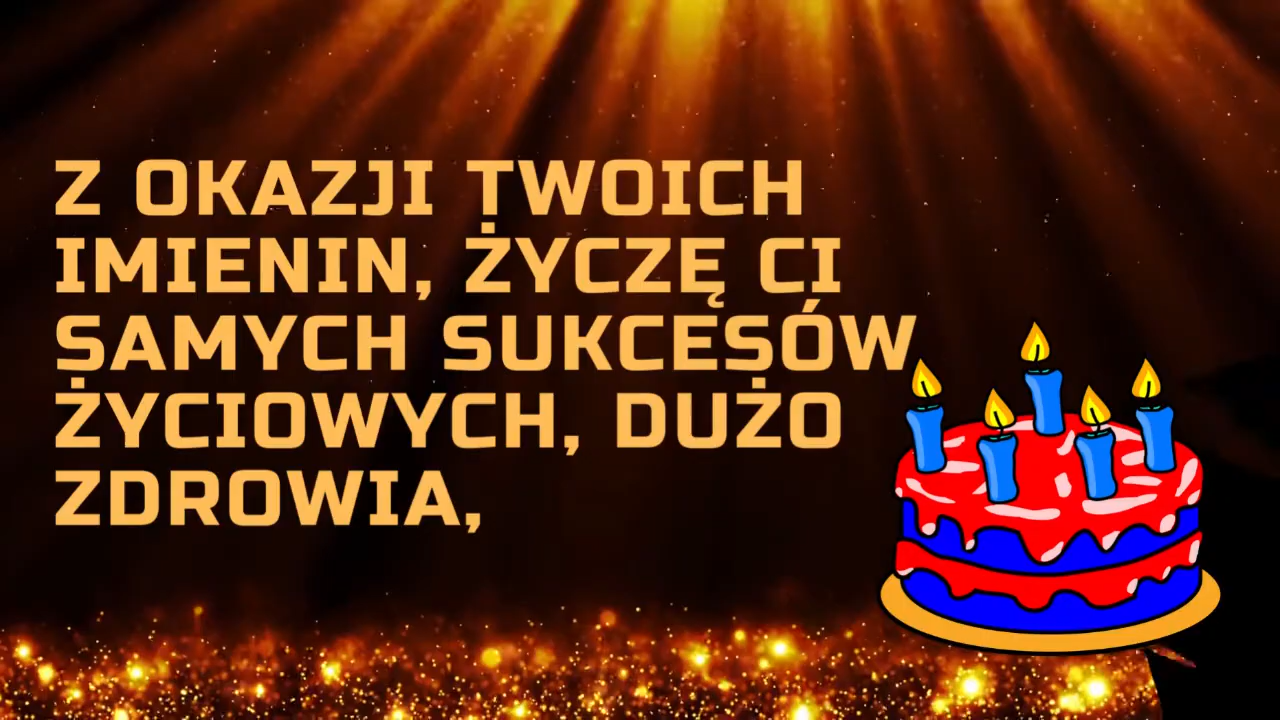 Z OKAZJI TWOICH
IMIENIN, ŻYCZĘ CI
SAMYCH SUKCESÓW
ŻYCIOWYCH, DUŻO
ZDROWIA,